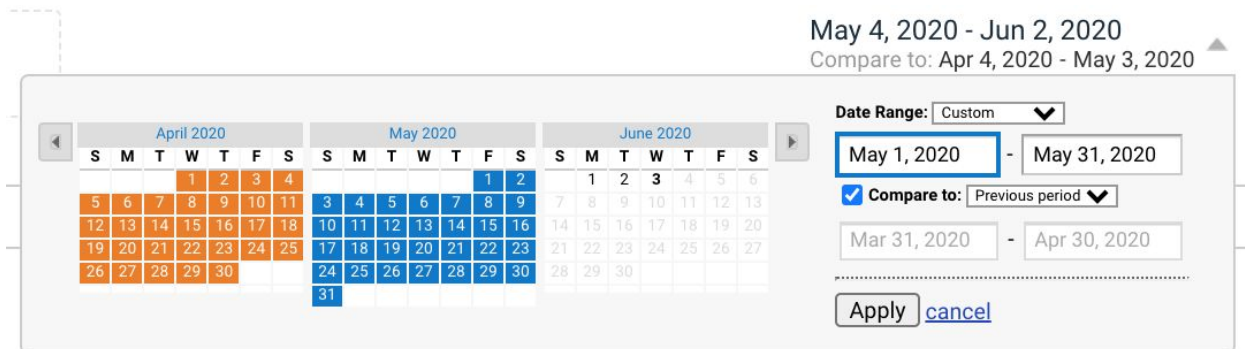 May 4, 2020 - Jun 2, 2020
Compare to: Apr 4, 2020 - May 3, 2020
April 2020
S M T W T F S
1 2 3 4
5 6 7 8 9 10 11
12 13 14 15 16 17 18
19 20 21 22 23 24 25
26 27 28 29 30
May 2020
S M T W T F S
1 2
3 4 5 6 7 8 9
10 11 12 13 14 15 16
17 18 19 20 21 22 23
24 25 26 27 28 29 30
31
June 2020
S M T W T F S
1 2 3 4 5 6
7 8 9 10 11 12 13
14 15 16 17 18 19 20
21 22 23 24 25 26 27
28 29 30
Date Range: Custom
May 1, 2020 - May 31, 2020
Compare to: Previous period
Mar 31, 2020 - Apr 30, 2020
Apply cancel